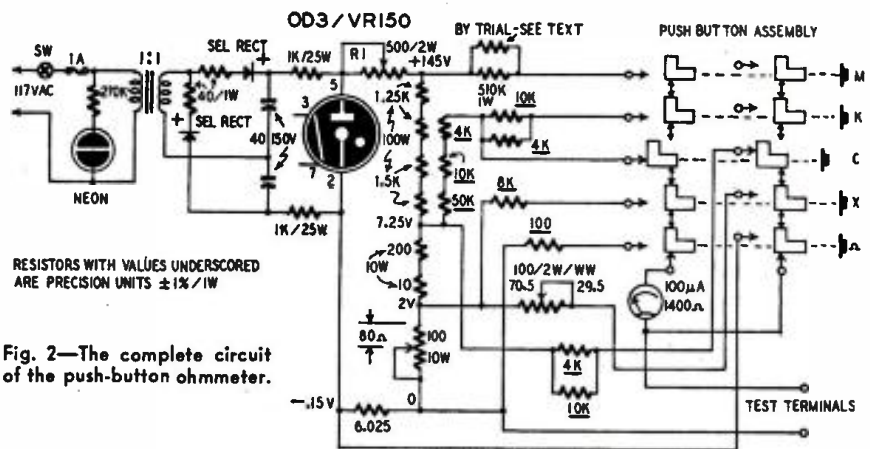 OD3/VR150
BY TRIAL-SEE TEXT
PUSH BUTTON ASSEMBLY
SW
1A
1:1
SEL RECT
+
1K/25W
R1
500/2W
+145V
117VAC
270K
40/1W
+
SEL RECT
5
3
7
2
1.25K
510K
1W
10K
M
40 150V
100W
4K
4K
K
1.5K
10K
C
50K
8K
X
NEON
1K/25W
7.25V
200
100
Ω
10W
100/2W/WW
70.5
29.5
100μA
1400Ω
10
2V
RESISTORS WITH VALUES UNDERSCORED
ARE PRECISION UNITS ±1%/1W
80Ω
100
10W
4K
Fig. 2—The complete circuit
of the push-button ohmmeter.
.15V
0
10K
TEST TERMINALS
6.025